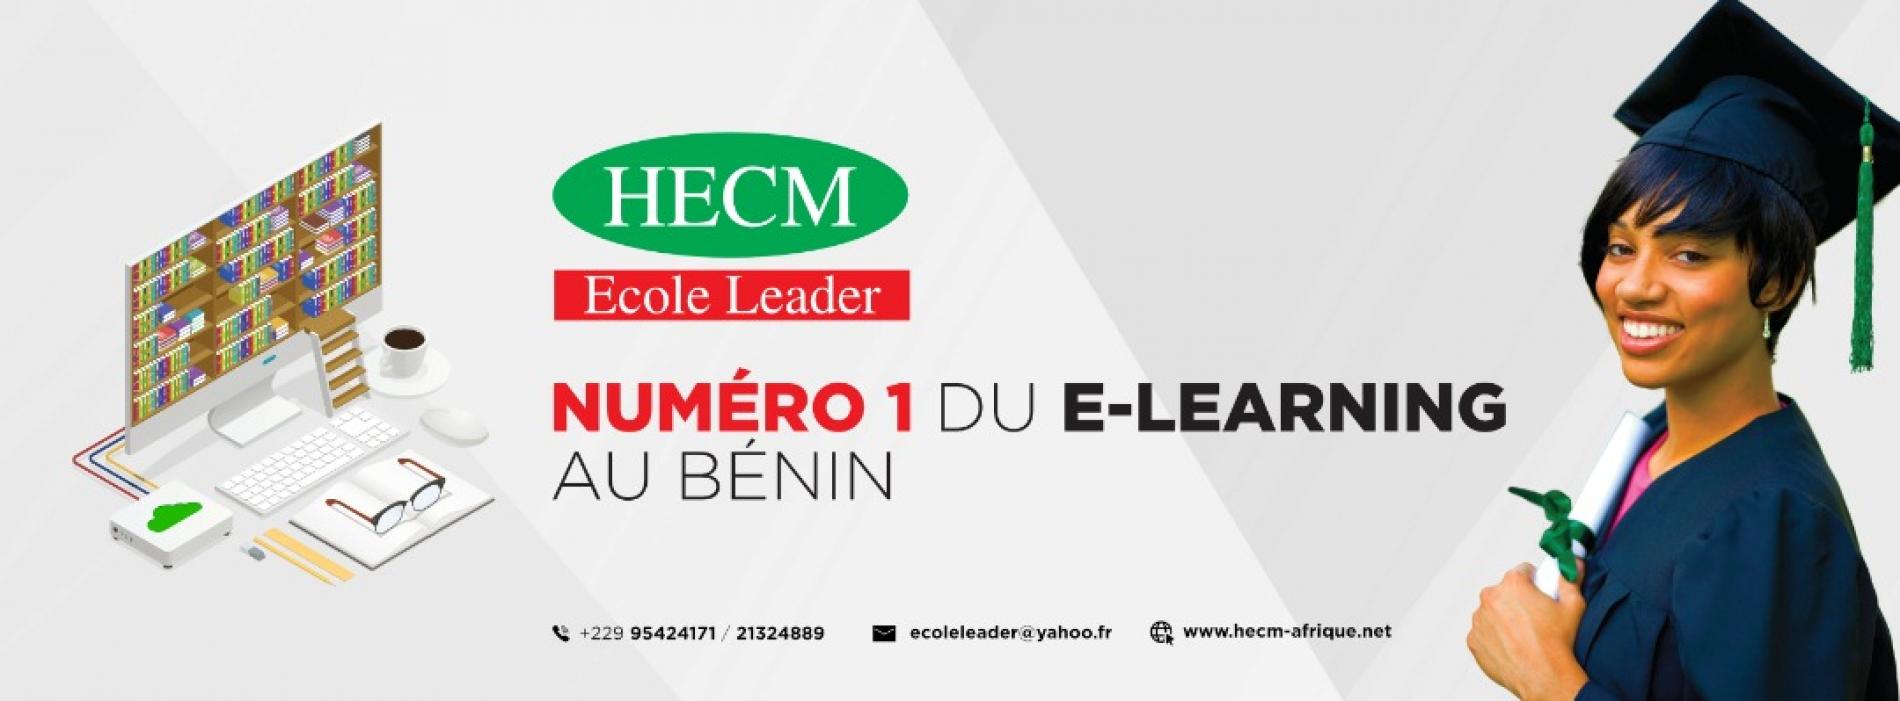 HECM
Ecole Leader
NUMÉRO 1 DU E-LEARNING
AU BÉNIN
+229 95424171 / 21324889 ecoleleader@yahoo.fr www.hecm-afrique.net